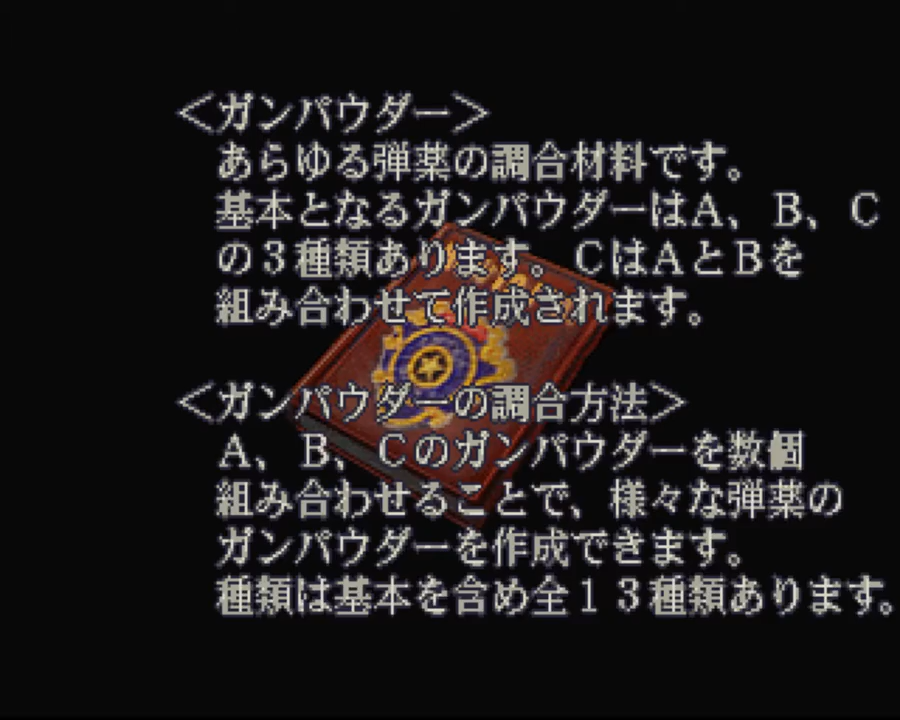 ＜ガンパウダー＞
あらゆる弾薬の調合材料です。
基本となるガンパウダーはＡ、Ｂ、Ｃ
の３種類あります。ＣはＡとＢを
組み合わせて作成されます。
＜ガンパウダーの調合方法＞
Ａ、Ｂ、Ｃのガンパウダーを数個
組み合わせることで、様々な弾薬の
ガンパウダーを作成できます。
種類は基本を含め全１３種類あります。